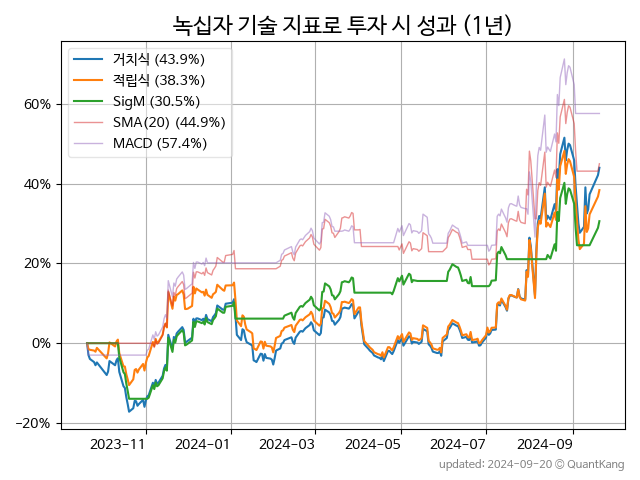 녹십자 기술 지표로 투자 시 성과 (1년)
거치식 (43.9%)
적립식 (38.3%)
SigM (30.5%)
SMA(20) (44.9%)
MACD (57.4%)
60%
40%
20%
0%
−20%
2023-11 2024-01 2024-03 2024-05 2024-07 2024-09
updated: 2024-09-20 © QuantKang